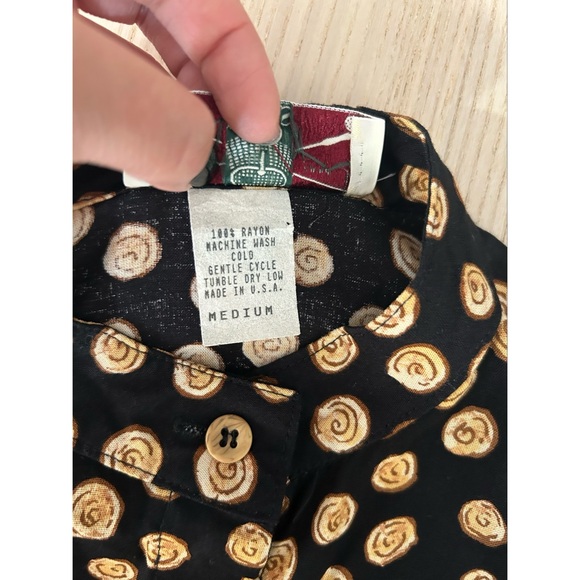 100% RAYON
MACHINE WASH
COLD
GENTLE CYCLE
TUMBLE DRY LOW
MADE IN U.S.A.
MEDIUM